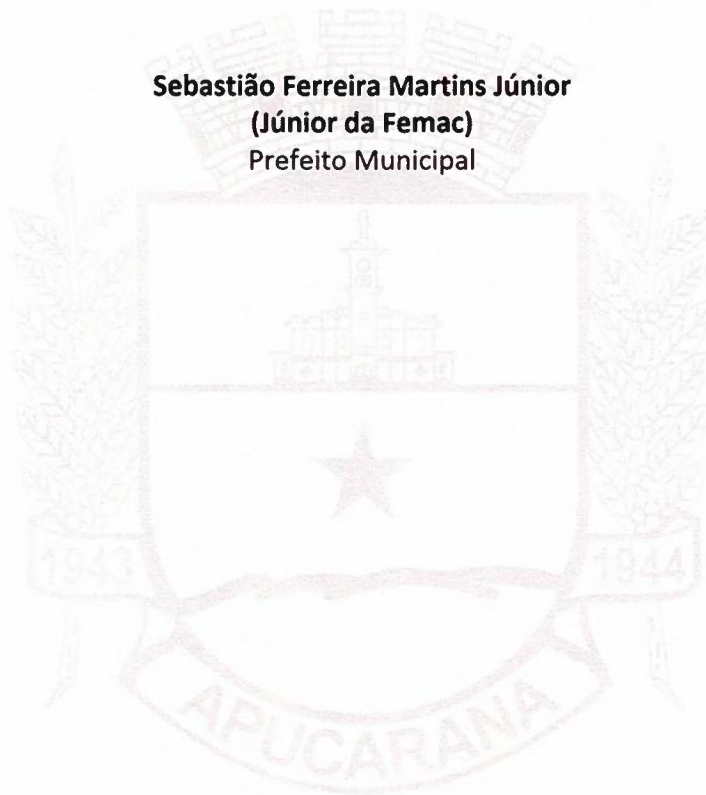 Sebastião Ferreira Martins Júnior
(Júnior da Femac)
Prefeito Municipal
1943
1944
APUCARANA